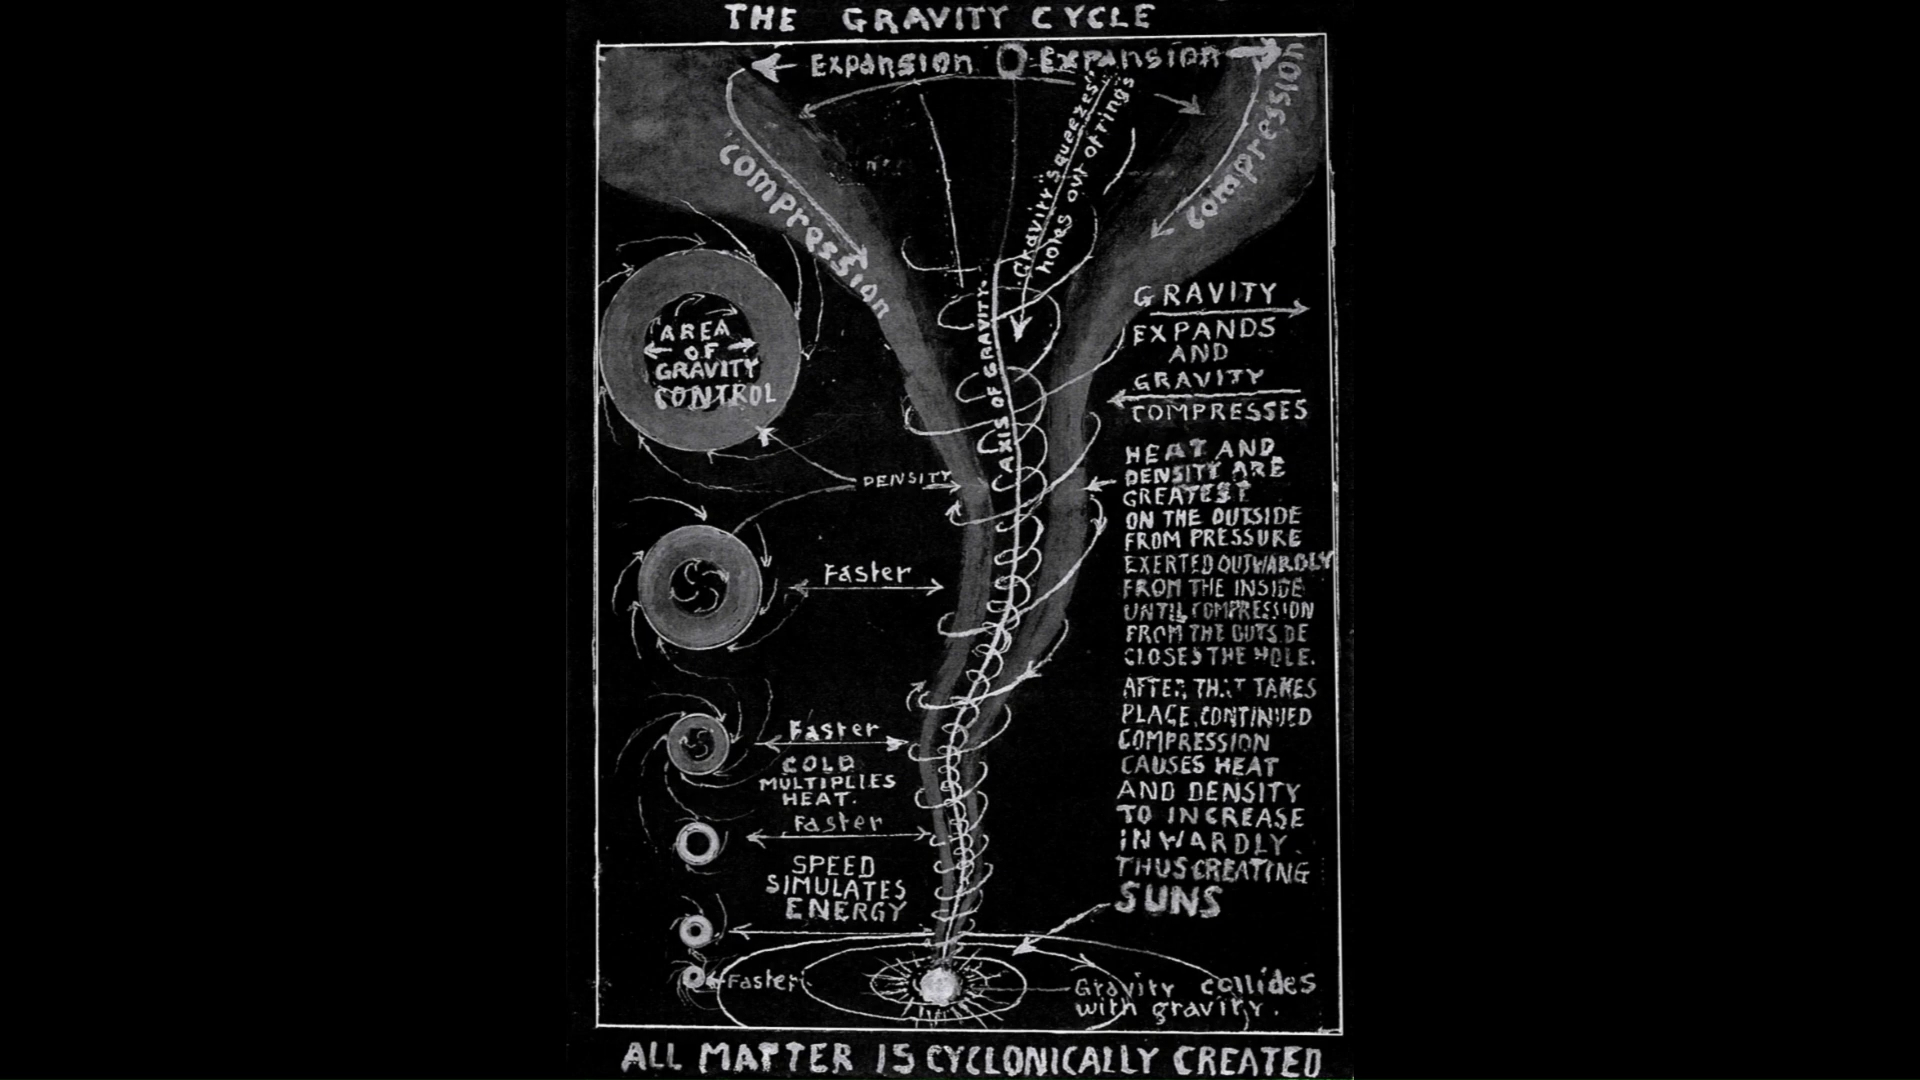 THE GRAVITY CYCLE
Expansion Expansion
Compression
Compression
Gravity "squeezes"
holes out of rings
AXIS OF GRAVITY.
AREA
OF
GRAVITY
CONTROL
DENSITY
GRAVITY
EXPANDS
AND
GRAVITY
COMPRESSES
HEAT AND
DENSITY ARE
GREATEST
ON THE OUTSIDE
FROM PRESSURE
EXERTED OUTWARDLY
FROM THE INSIDE
UNTIL COMPRESSION
FROM THE OUTSIDE
CLOSES THE HOLE.
AFTER THAT TAKES
PLACE, CONTINUED
COMPRESSION
CAUSES HEAT
AND DENSITY
TO INCREASE
INWARDLY.
THUS CREATING
SUNS
Faster
Faster
COLD
MULTIPLIES
HEAT.
Faster
SPEED
SIMULATES
ENERGY
Faster
Gravity collides
with gravity.
ALL MATTER IS CYCLONICALLY CREATED